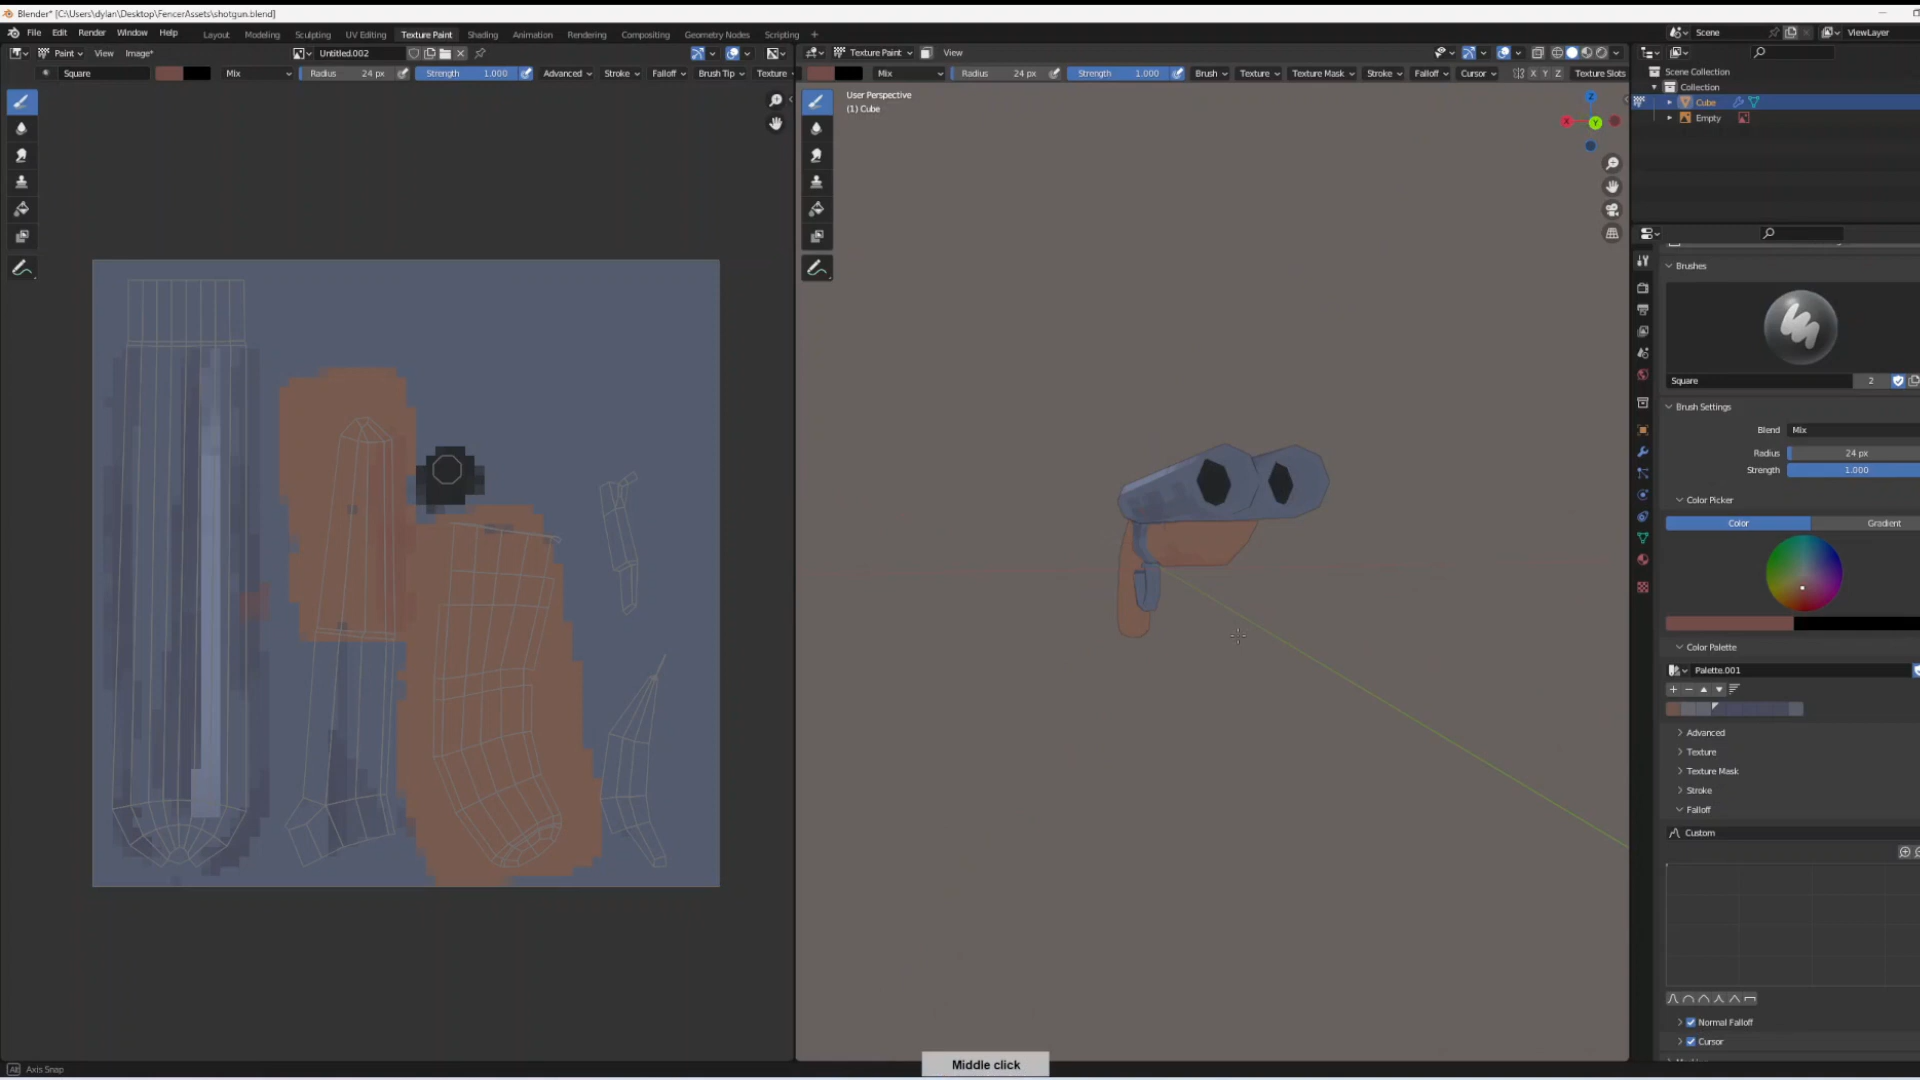 Blender* [C:\Users\dylan\Desktop\FencerAssets\shotgun.blend]
File Edit Render Window Help Layout Modeling Sculpting UV Editing Texture Paint Shading Animation Rendering Compositing Geometry Nodes Scripting + Scene ViewLayer
Paint View Image* Untitled.002 Texture Paint View
Square Mix Radius 24 px Strength 1.000 Advanced Stroke Falloff Brush Tip Texture Mix Radius 24 px Strength 1.000 Brush Texture Texture Mask Stroke Falloff Cursor X Y Z Texture Slots
Scene Collection
Collection
Cube
Empty
User Perspective
(1) Cube
Z
X
Y
Brushes
Square 2
Brush Settings
Blend Mix
Radius 24 px
Strength 1.000
Color Picker
Color Gradient
Color Palette
Palette.001
Advanced
Texture
Texture Mask
Stroke
Falloff
Custom
Normal Falloff
Cursor
Alt Axis Snap
Middle click